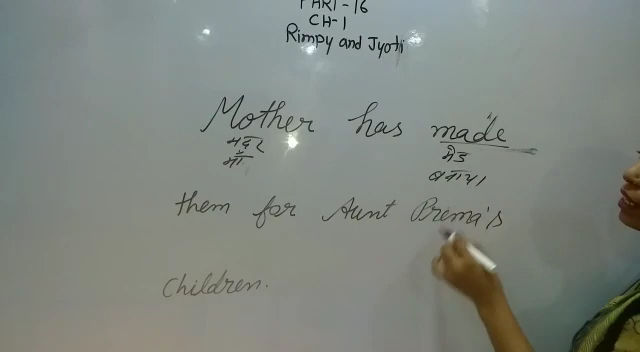 PART-16
CH-1
Rimpy and Jyoti
Mother has made
मदर मेड
माँ बनाया
them for Aunt Prema's
children.